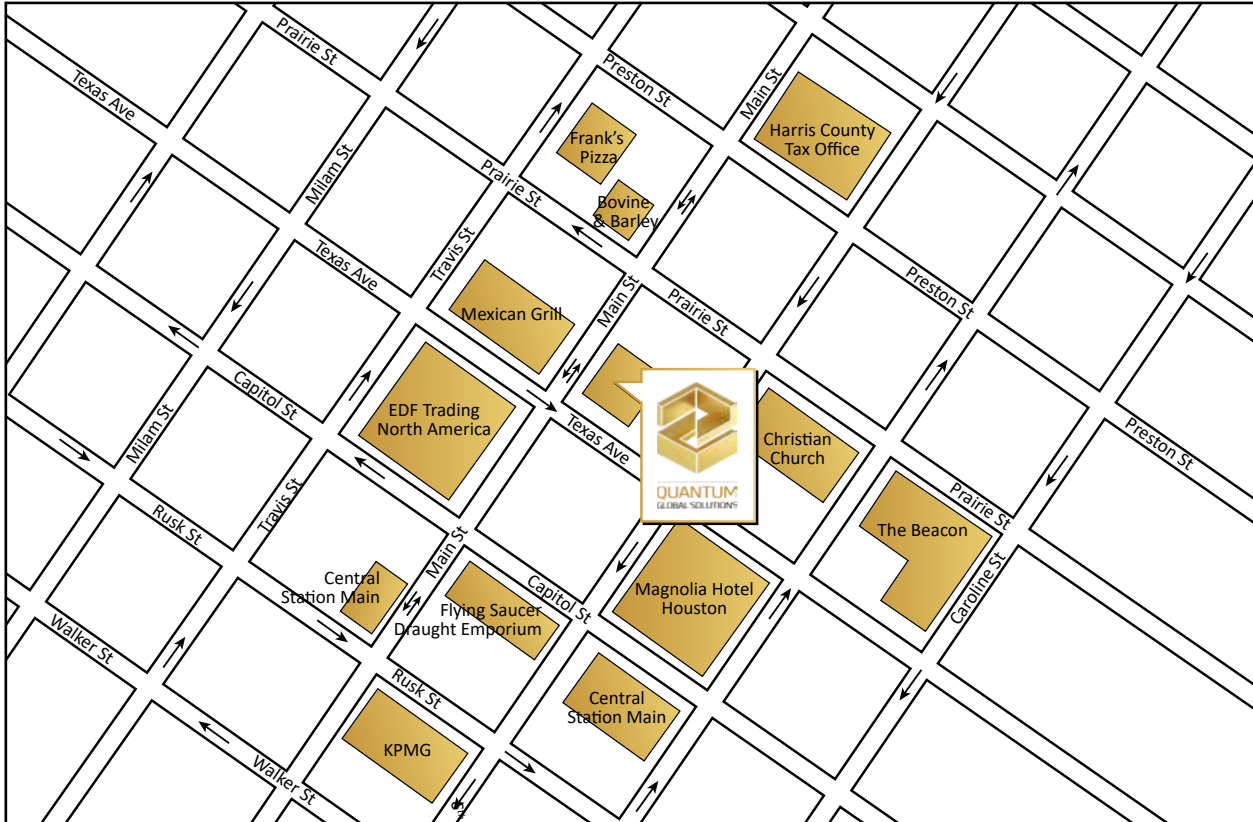 Prairie St
Texas Ave
Preston St
Main St
Harris County
Tax Office
Frank's
Pizza
Milam St
Prairie St
Bovine
& Barley
Travis St
Texas Ave
Main St
Preston St
Mexican Grill
Prairie St
Capitol St
EDF Trading
North America
Texas Ave
QUANTUM
GLOBAL SOLUTIONS
Christian
Church
Preston St
Milam St
Travis St
Prairie St
The Beacon
Rusk St
Main St
Central
Station Main
Capitol St
Flying Saucer
Draught Emporium
Magnolia Hotel
Houston
Caroline St
Walker St
Rusk St
Central
Station Main
KPMG
Walker St